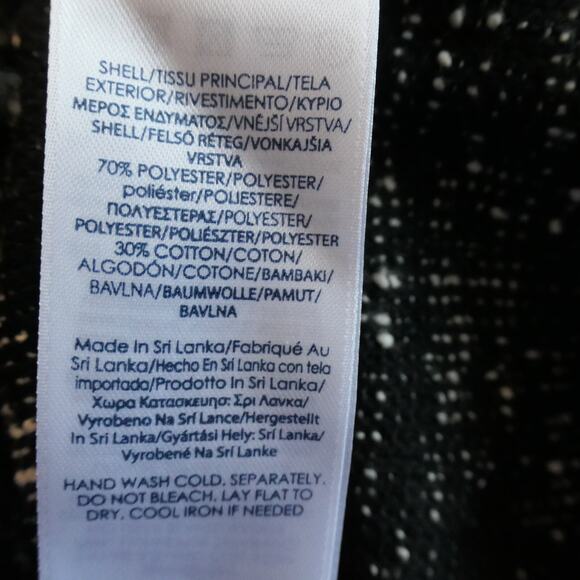 SHELL/TISSU PRINCIPAL/TELA
EXTERIOR/RIVESTIMENTO/ΚΥΡΙΟ
ΜΕΡΟΣ ΕΝΔΥΜΑΤΟΣ/VNĚJŠÍ VRSTVA/
SHELL/FELSŐ RÉTEG/VONKAJŠIA
VRSTVA
70% POLYESTER/POLYESTER/
poliéster/POLIESTERE/
ΠΟΛΥΕΣΤΕΡΑΣ/POLYESTER/
POLYESTER/POLIÉSZTER/POLYESTER
30% COTTON/COTON/
ALGODÓN/COTONE/ΒΑΜΒΑΚΙ/
BAVLNA/BAUMWOLLE/PAMUT/
BAVLNA
Made In Sri Lanka/Fabriqué Au
Sri Lanka/Hecho En Sri Lanka con tela
importada/Prodotto In Sri Lanka/
Χωρα Κατασκευησ: Σρι Λανκα/
Vyrobeno Na Srí Lance/Hergestellt
In Sri Lanka/Gyártási Hely: Srí Lanka/
Vyrobené Na Srí Lanke
HAND WASH COLD, SEPARATELY.
DO NOT BLEACH. LAY FLAT TO
DRY. COOL IRON IF NEEDED